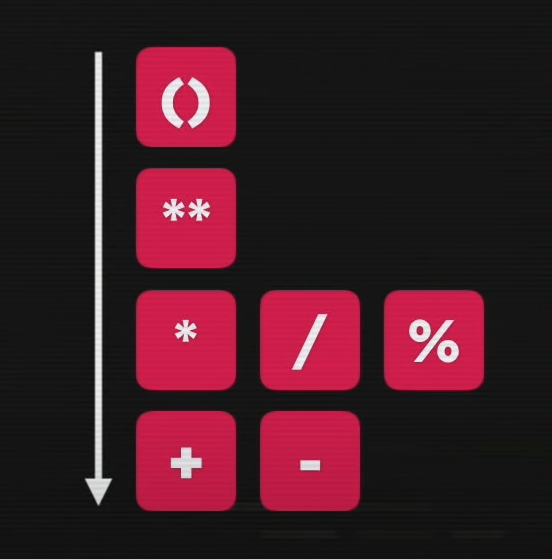 ()
**
* / %
+ -